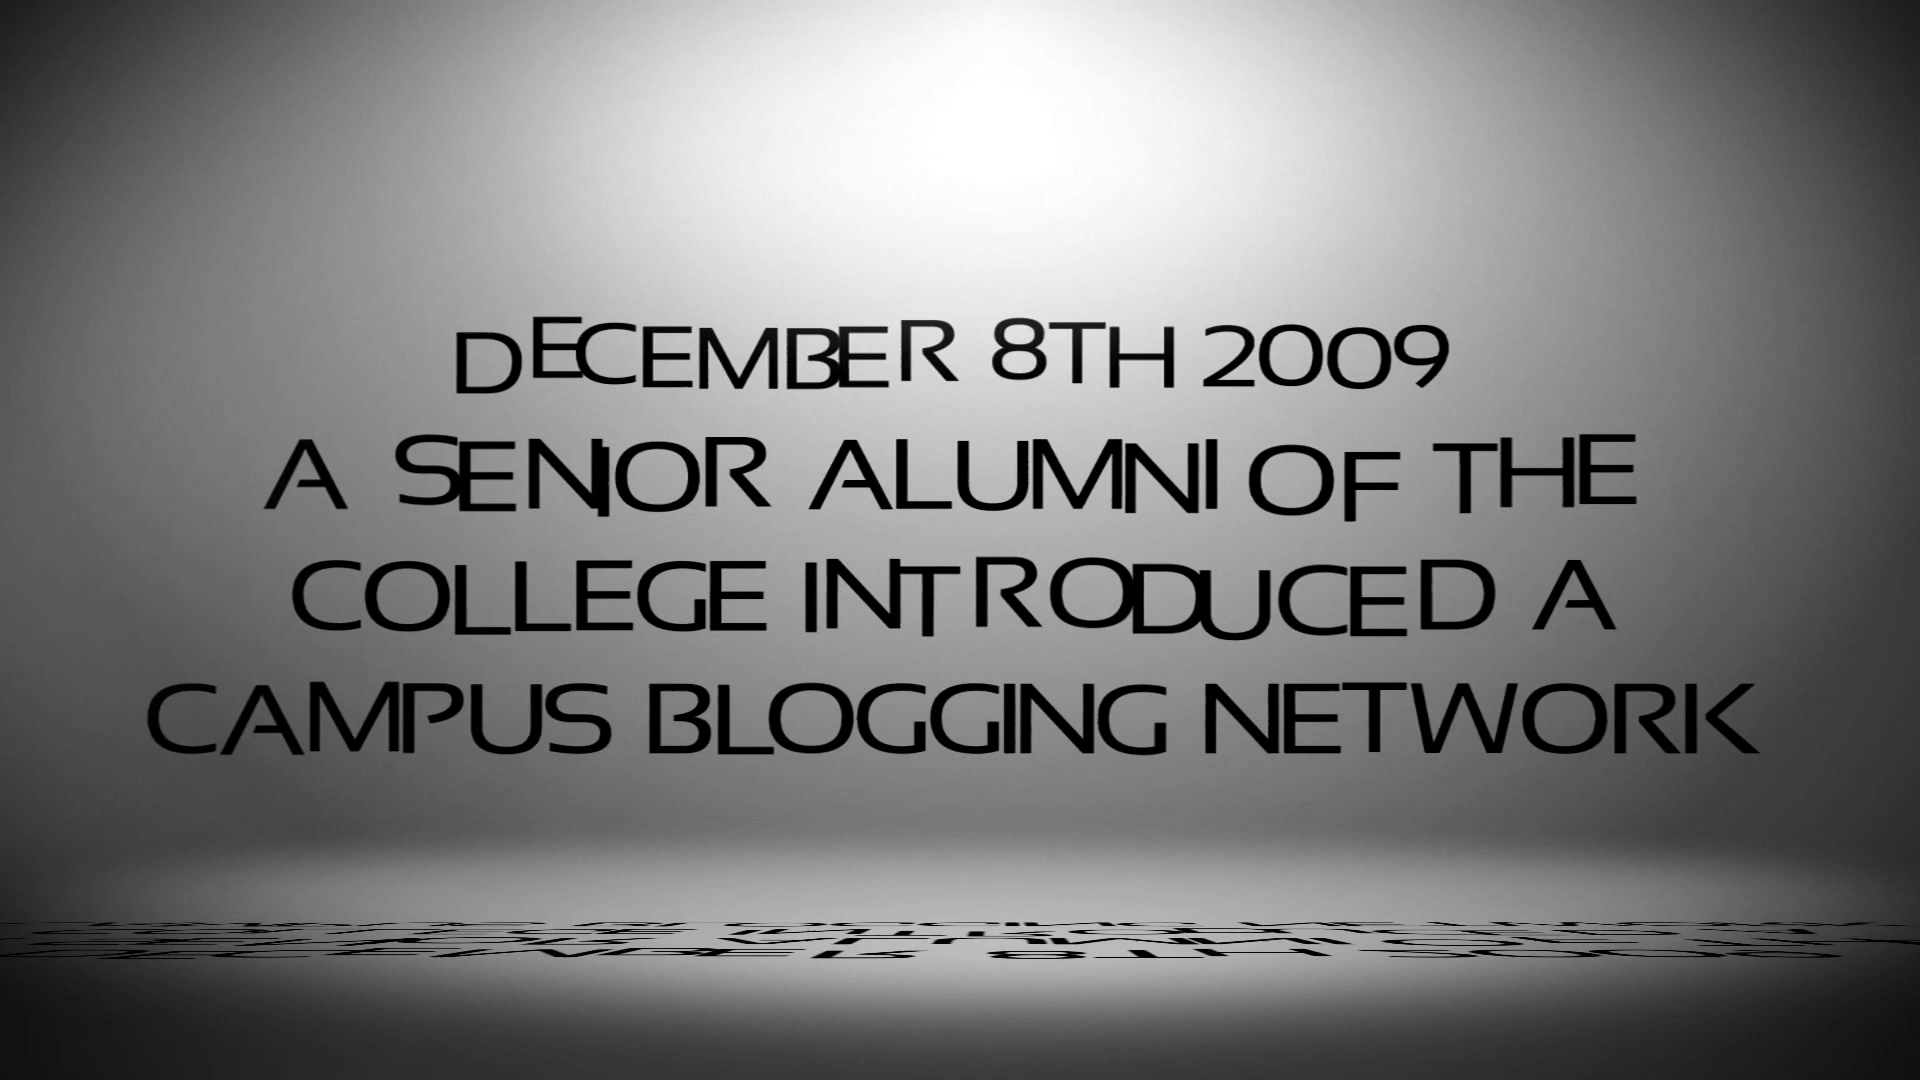 DECEMBER 8TH 2009
A SENIOR ALUMNI OF THE
COLLEGE INTRODUCED A
CAMPUS BLOGGING NETWORK